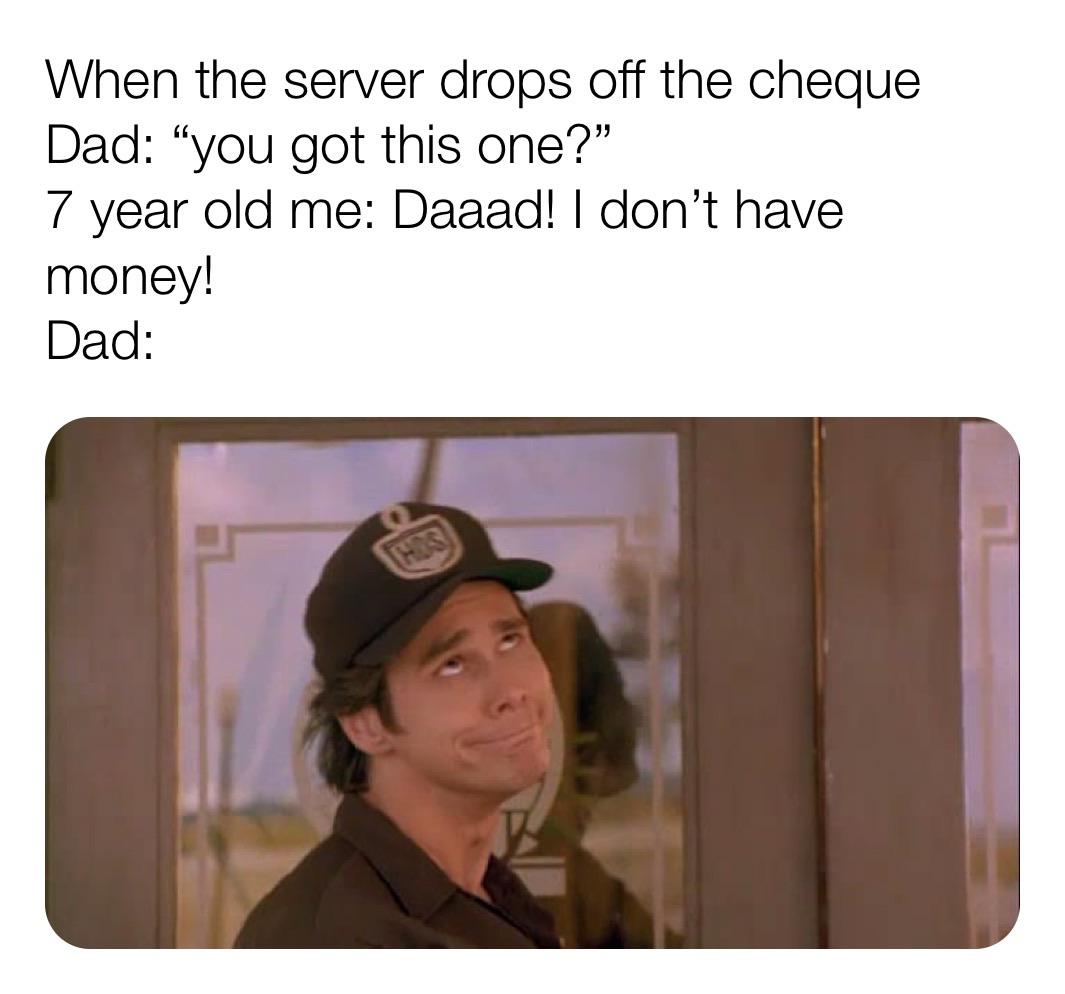 When the server drops off the cheque
Dad: “you got this one?”
7 year old me: Daaad! I don’t have
money!
Dad:
HDS